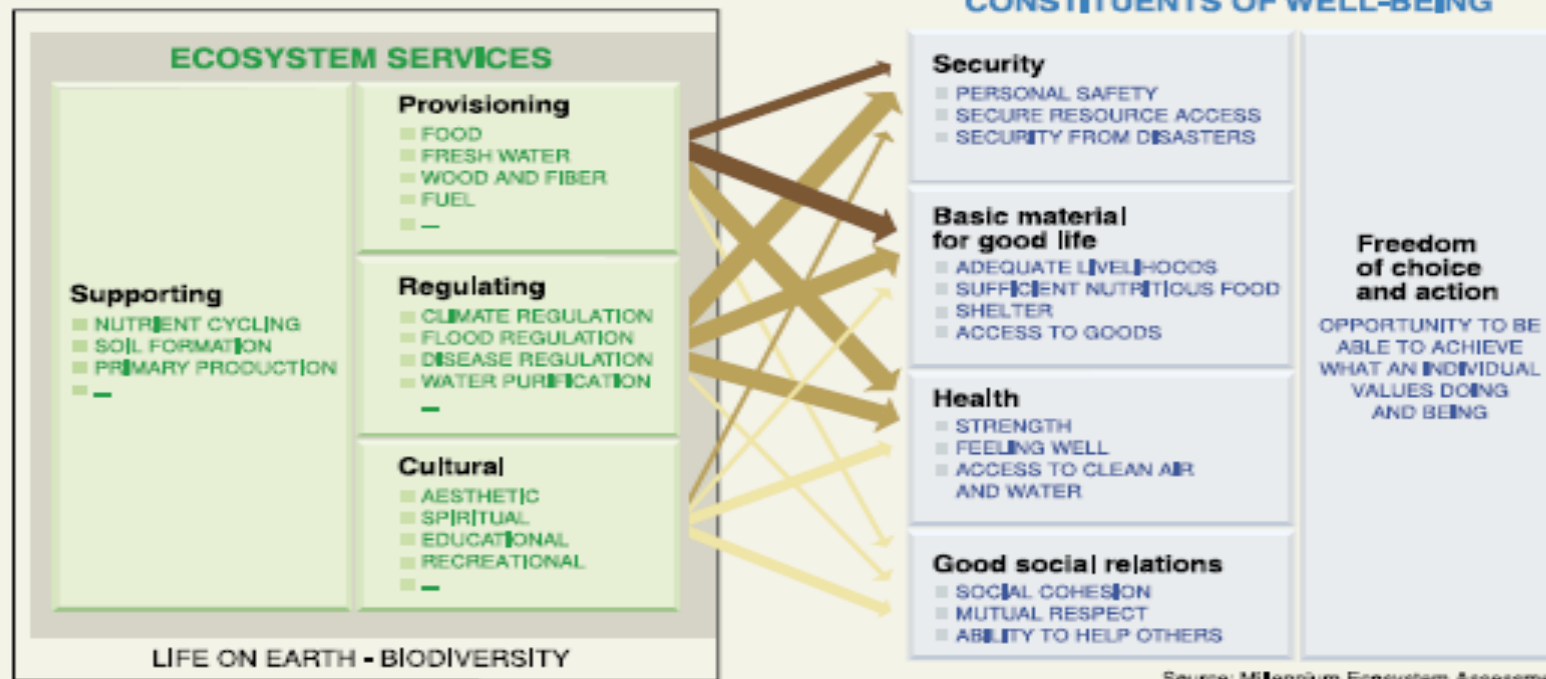 ECOSYSTEM SERVICES
Supporting
NUTRIENT CYCLING
SOIL FORMATION
PRIMARY PRODUCTION
—
Provisioning
FOOD
FRESH WATER
WOOD AND FIBER
FUEL
—
Regulating
CLIMATE REGULATION
FLOOD REGULATION
DISEASE REGULATION
WATER PURIFICATION
—
Cultural
AESTHETIC
SPIRITUAL
EDUCATIONAL
RECREATIONAL
—
LIFE ON EARTH - BIODIVERSITY
CONSTITUENTS OF WELL-BEING
Security
PERSONAL SAFETY
SECURE RESOURCE ACCESS
SECURITY FROM DISASTERS
Basic material
for good life
ADEQUATE LIVELIHOODS
SUFFICIENT NUTRITIOUS FOOD
SHELTER
ACCESS TO GOODS
Health
STRENGTH
FEELING WELL
ACCESS TO CLEAN AIR
AND WATER
Good social relations
SOCIAL COHESION
MUTUAL RESPECT
ABILITY TO HELP OTHERS
Freedom
of choice
and action
OPPORTUNITY TO BE
ABLE TO ACHIEVE
WHAT AN INDIVIDUAL
VALUES DOING
AND BEING
Source: Millennium Ecosystem